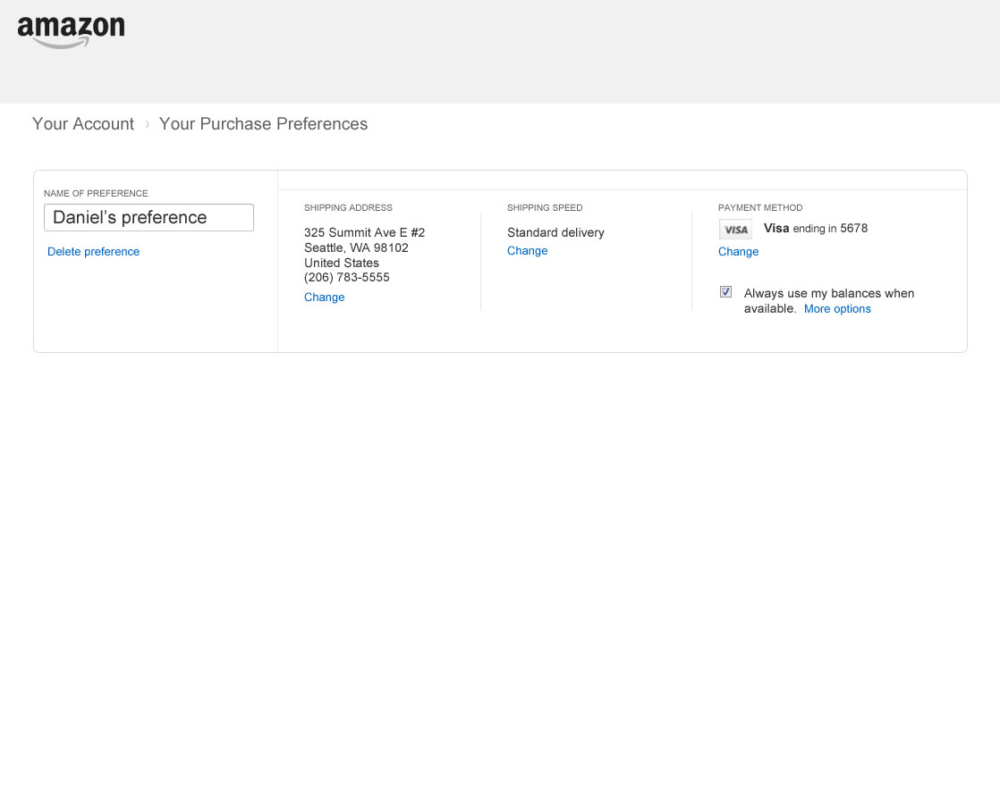 amazon
Your Account › Your Purchase Preferences
NAME OF PREFERENCE
Daniel’s preference
Delete preference
SHIPPING ADDRESS
325 Summit Ave E #2
Seattle, WA 98102
United States
(206) 783-5555
Change
SHIPPING SPEED
Standard delivery
Change
PAYMENT METHOD
VISA Visa ending in 5678
Change
Always use my balances when
available. More options